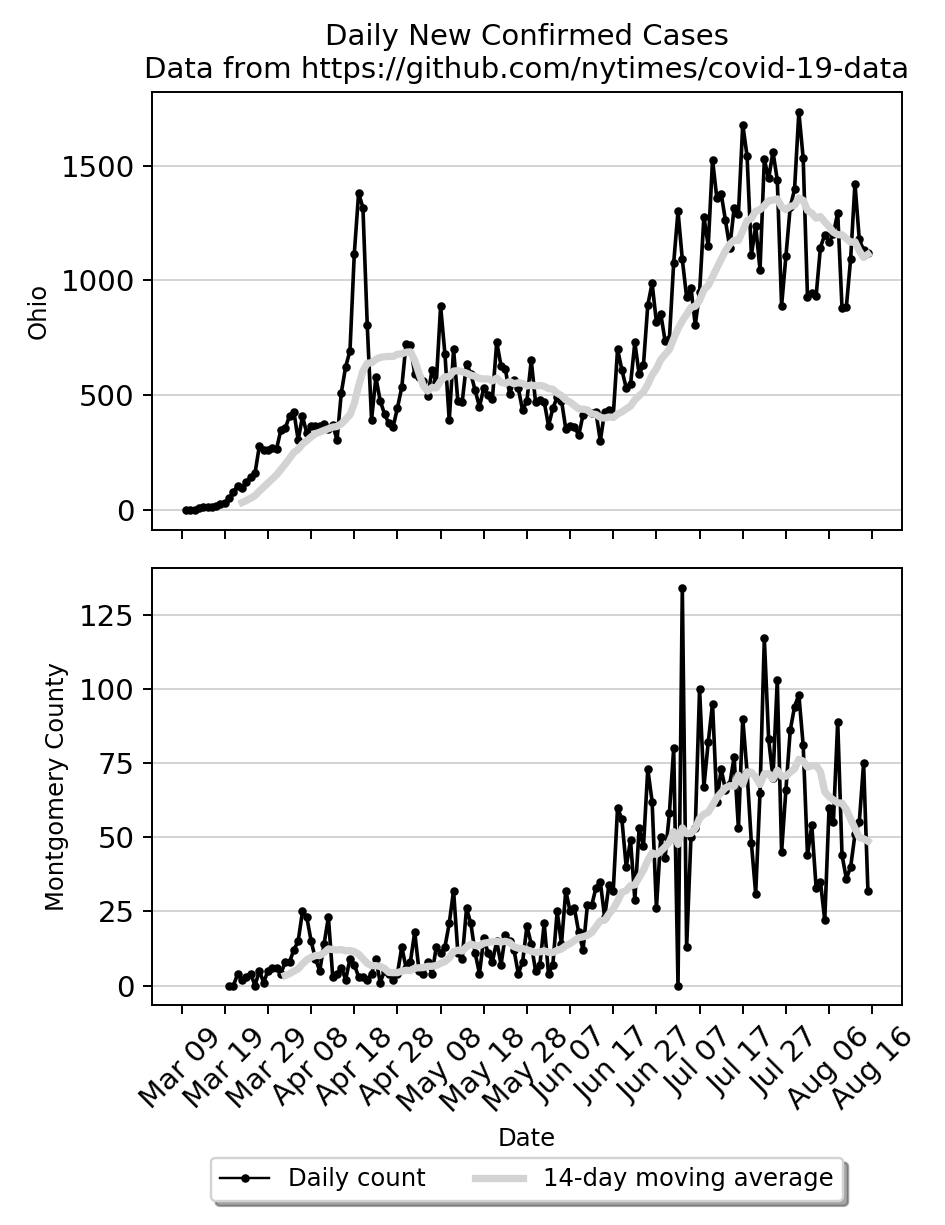 Daily New Confirmed Cases
Data from https://github.com/nytimes/covid-19-data
1500
1000
500
0
Ohio
125
100
75
50
25
0
Montgomery County
Mar 09
Mar 19
Mar 29
Apr 08
Apr 18
Apr 28
May 08
May 18
May 28
Jun 07
Jun 17
Jun 27
Jul 07
Jul 17
Jul 27
Aug 06
Aug 16
Date
Daily count
14-day moving average